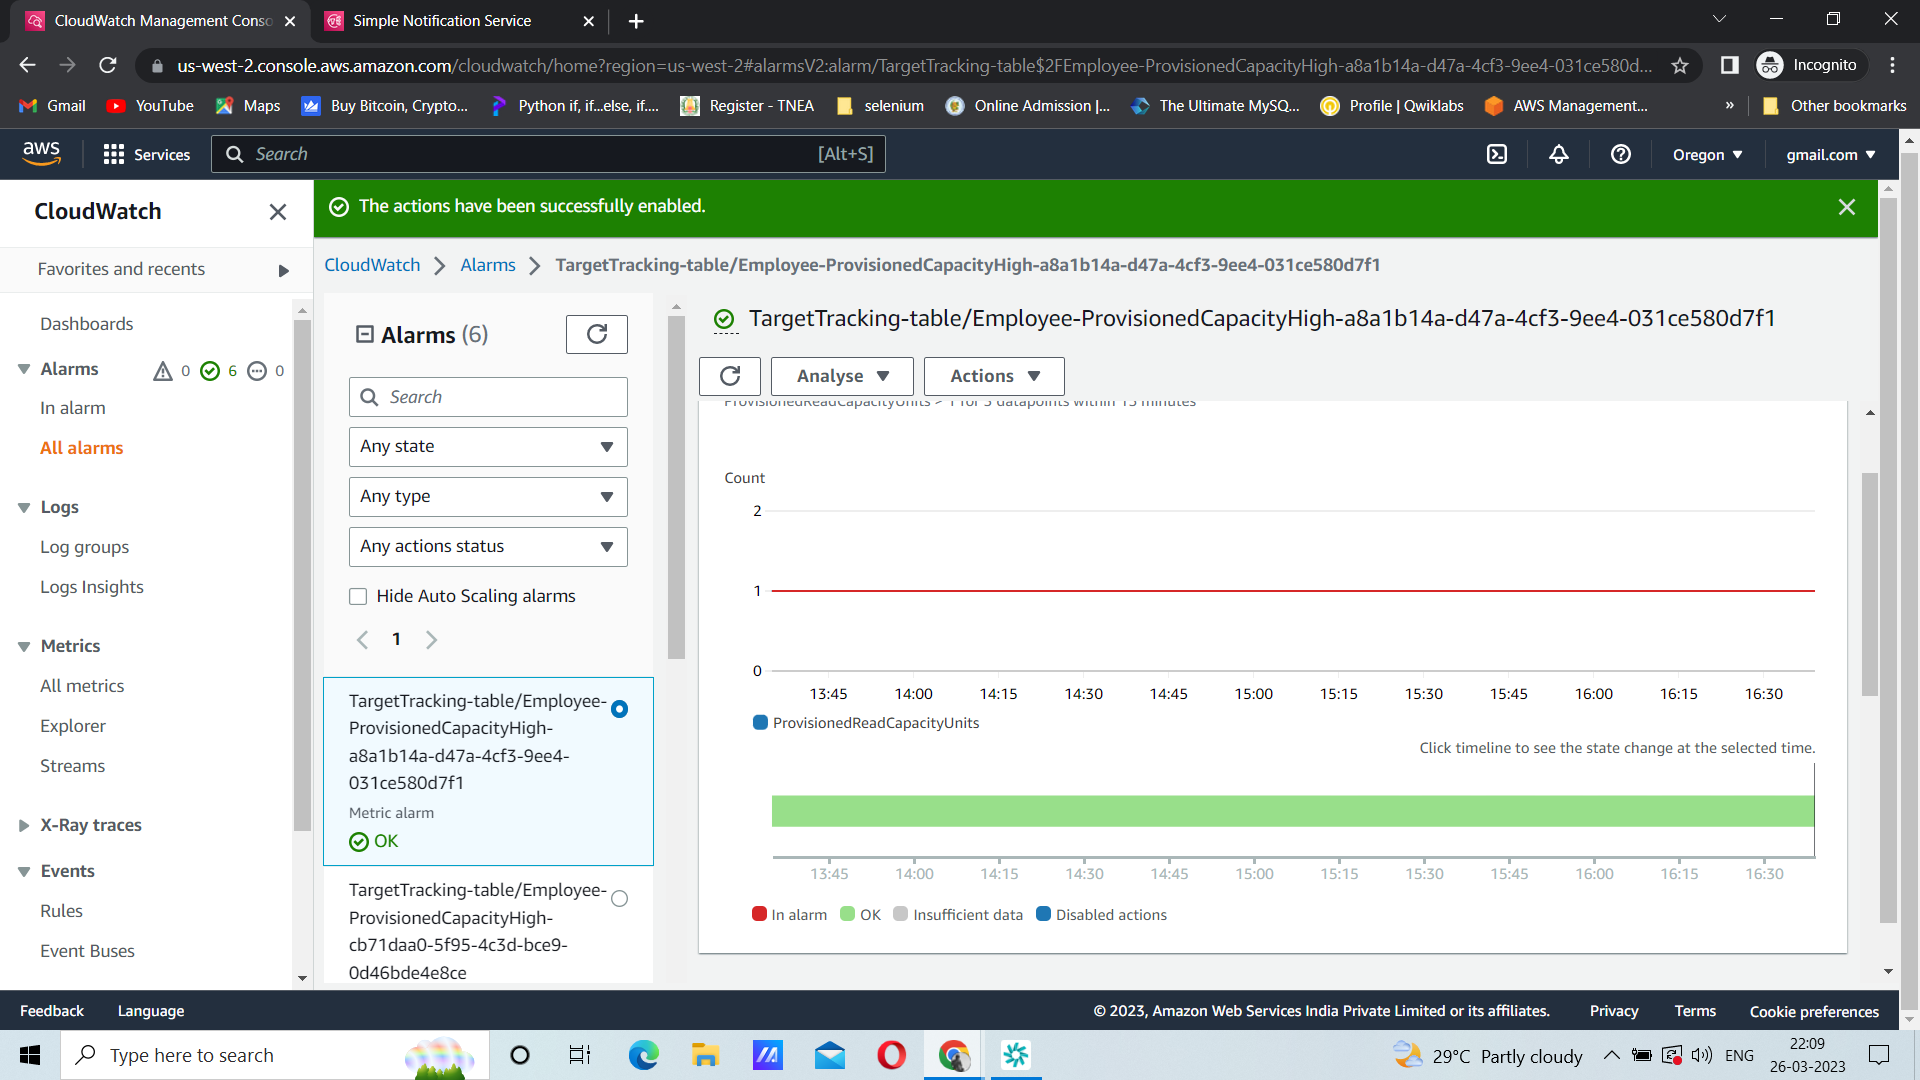 CloudWatch Management Conso
Simple Notification Service
us-west-2.console.aws.amazon.com/cloudwatch/home?region=us-west-2#alarmsV2:alarm/TargetTracking-table$2FEmployee-ProvisionedCapacityHigh-a8a1b14a-d47a-4cf3-9ee4-031ce580d...
Incognito
Gmail
YouTube
Maps
Buy Bitcoin, Crypto...
Python if, if...else, if....
Register - TNEA
selenium
Online Admission |...
The Ultimate MySQ...
Profile | Qwiklabs
AWS Management...
»
Other bookmarks
aws
Services
Search
[Alt+S]
Oregon
gmail.com
CloudWatch
The actions have been successfully enabled.
Favorites and recents
CloudWatch
Alarms
TargetTracking-table/Employee-ProvisionedCapacityHigh-a8a1b14a-d47a-4cf3-9ee4-031ce580d7f1
Dashboards
Alarms 0 6 0
In alarm
All alarms
Logs
Log groups
Logs Insights
Metrics
All metrics
Explorer
Streams
X-Ray traces
Events
Rules
Event Buses
Alarms (6)
Search
Any state
Any type
Any actions status
Hide Auto Scaling alarms
1
TargetTracking-table/Employee-
ProvisionedCapacityHigh-
a8a1b14a-d47a-4cf3-9ee4-
031ce580d7f1
Metric alarm
OK
TargetTracking-table/Employee-
ProvisionedCapacityHigh-
cb71daa0-5f95-4c3d-bce9-
0d46bde4e8ce
TargetTracking-table/Employee-ProvisionedCapacityHigh-a8a1b14a-d47a-4cf3-9ee4-031ce580d7f1
Analyse
Actions
ProvisionedReadCapacityUnits > 1 for 3 datapoints within 15 minutes
Count
2
1
0
13:45 14:00 14:15 14:30 14:45 15:00 15:15 15:30 15:45 16:00 16:15 16:30
ProvisionedReadCapacityUnits
Click timeline to see the state change at the selected time.
13:45 14:00 14:15 14:30 14:45 15:00 15:15 15:30 15:45 16:00 16:15 16:30
In alarm OK Insufficient data Disabled actions
Feedback
Language
© 2023, Amazon Web Services India Private Limited or its affiliates.
Privacy
Terms
Cookie preferences
Type here to search
29°C Partly cloudy
ENG
22:09
26-03-2023